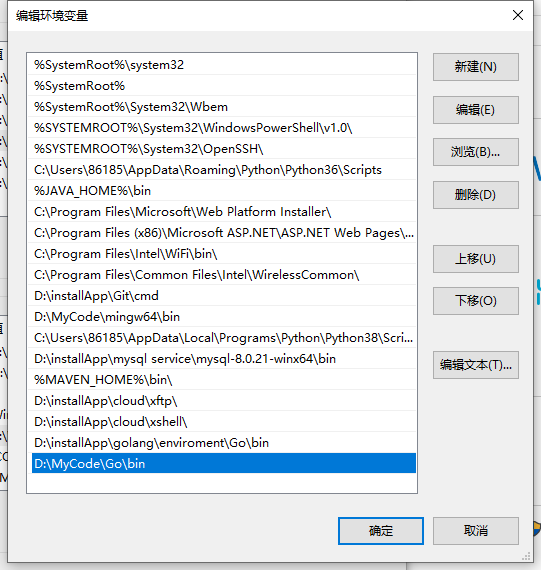 编辑环境变量
%SystemRoot%\system32
%SystemRoot%
%SystemRoot%\System32\Wbem
%SYSTEMROOT%\System32\WindowsPowerShell\v1.0\
%SYSTEMROOT%\System32\OpenSSH\
C:\Users\86185\AppData\Roaming\Python\Python36\Scripts
%JAVA_HOME%\bin
C:\Program Files\Microsoft\Web Platform Installer\
C:\Program Files (x86)\Microsoft ASP.NET\ASP.NET Web Pages\...
C:\Program Files\Intel\WiFi\bin\
C:\Program Files\Common Files\Intel\WirelessCommon\
D:\installApp\Git\cmd
D:\MyCode\mingw64\bin
C:\Users\86185\AppData\Local\Programs\Python\Python38\Scri...
D:\installApp\mysql service\mysql-8.0.21-winx64\bin
%MAVEN_HOME%\bin\
D:\installApp\cloud\xftp\
D:\installApp\cloud\xshell\
D:\installApp\golang\enviroment\Go\bin
D:\MyCode\Go\bin
新建(N)
编辑(E)
浏览(B)...
删除(D)
上移(U)
下移(O)
编辑文本(T)...
确定
取消